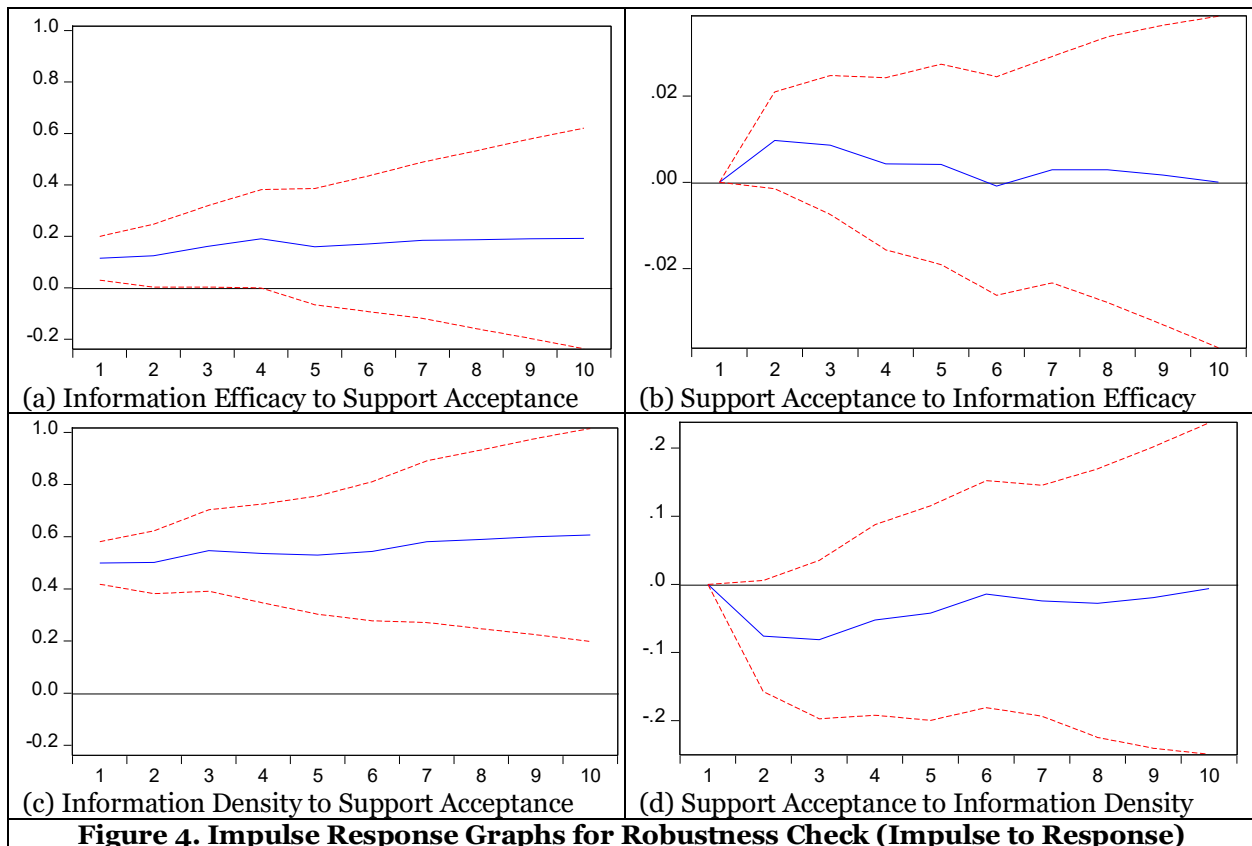 1.0
0.8
0.6
0.4
0.2
0.0
-0.2
1 2 3 4 5 6 7 8 9 10
(a) Information Efficacy to Support Acceptance
.02
.00
-.02
1 2 3 4 5 6 7 8 9 10
(b) Support Acceptance to Information Efficacy
1.0
0.8
0.6
0.4
0.2
0.0
-0.2
1 2 3 4 5 6 7 8 9 10
(c) Information Density to Support Acceptance
.2
.1
.0
-.1
-.2
1 2 3 4 5 6 7 8 9 10
(d) Support Acceptance to Information Density
Figure 4. Impulse Response Graphs for Robustness Check (Impulse to Response)